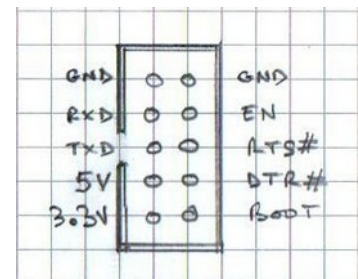 GND GND
RXD EN
TXD RTS#
5V DTR#
3.3V BOOT